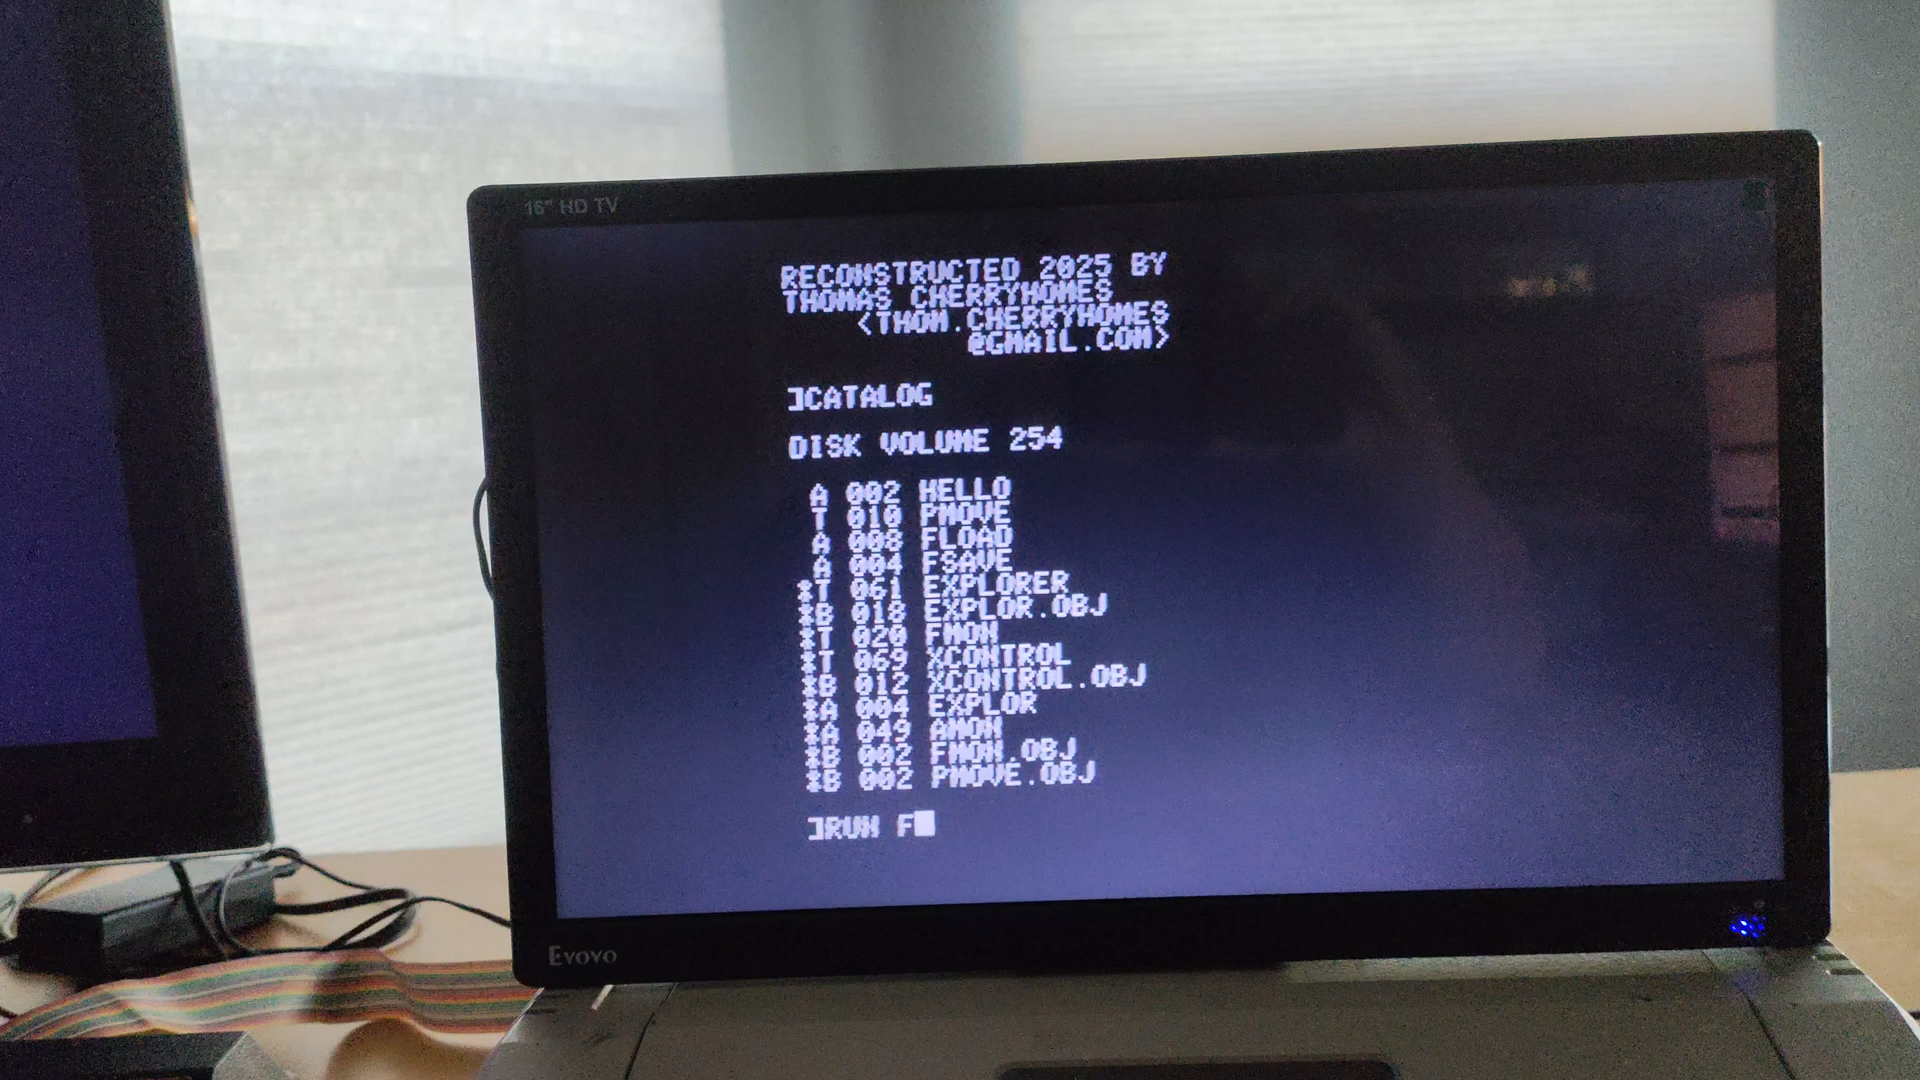 16" HD TV
RECONSTRUCTED 2025 BY
THOMAS CHERRYHOMES
<THOM.CHERRYHOMES
@GMAIL.COM>
]CATALOG
DISK VOLUME 254
A 002 HELLO
T 010 PMOVE
A 008 FLOAD
A 004 FSAVE
*T 061 EXPLORER
*B 018 EXPLOR.OBJ
*T 020 FMON
*T 069 XCONTROL
*B 012 XCONTROL.OBJ
*A 004 EXPLOR
*A 049 AMON
*B 002 FMON.OBJ
*B 002 PMOVE.OBJ
]RUN F
Evovo